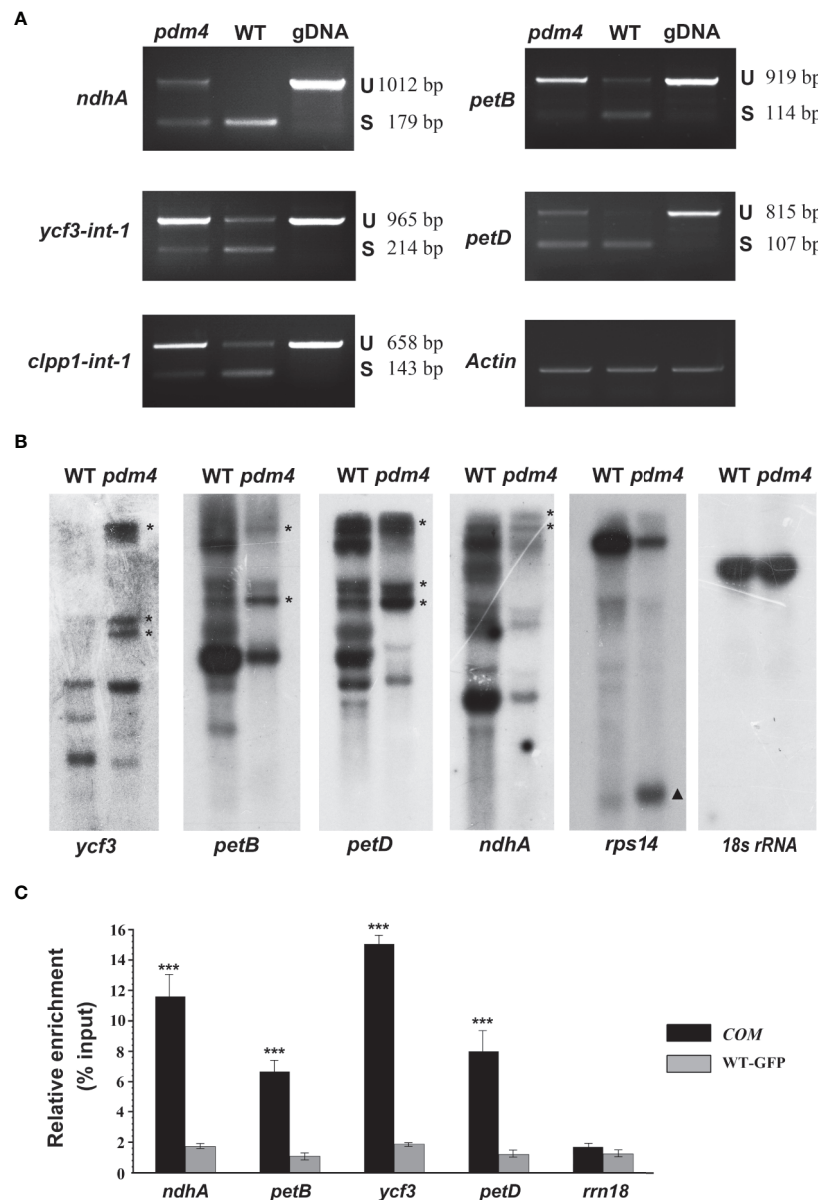 A
pdm4 WT gDNA
ndhA
U 1012 bp
S 179 bp
ycf3-int-1
U 965 bp
S 214 bp
clpp1-int-1
U 658 bp
S 143 bp
pdm4 WT gDNA
petB
U 919 bp
S 114 bp
petD
U 815 bp
S 107 bp
Actin
B
WT pdm4 WT pdm4 WT pdm4 WT pdm4 WT pdm4 WT pdm4
*
*
*
*
*
*
*
*
*
*
▲
ycf3 petB petD ndhA rps14 18s rRNA
C
Relative enrichment
(% input)
16
14
12
10
8
6
4
2
0
***
***
***
***
COM
WT-GFP
ndhA petB ycf3 petD rrn18